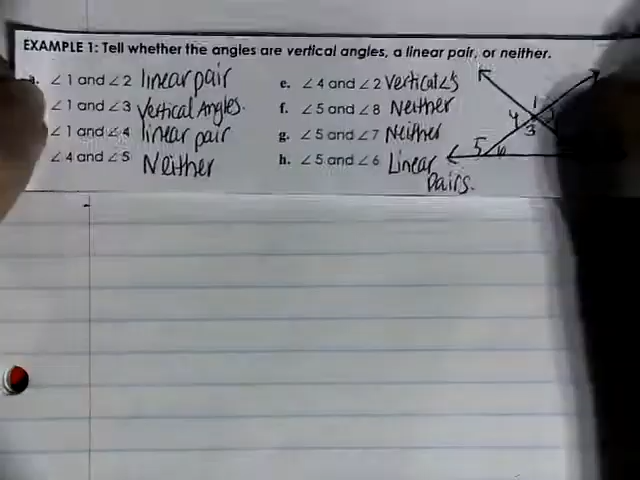 EXAMPLE 1: Tell whether the angles are vertical angles, a linear pair, or neither.
∠1 and ∠2 linear pair
∠1 and ∠3 Vertical Angles.
∠1 and ∠4 linear pair
∠4 and ∠5 Neither
e. ∠4 and ∠2 Vertical ∠'s
f. ∠5 and ∠8 Neither
g. ∠5 and ∠7 Neither
h. ∠5 and ∠6 Linear
Pairs.
1
4
3
5
6